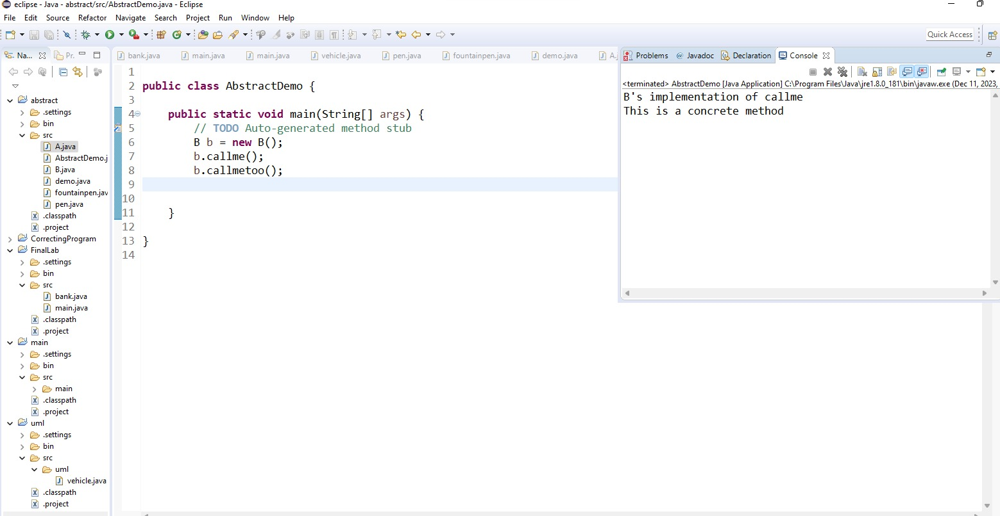 eclipse - Java - abstract/src/AbstractDemo.java - Eclipse
File Edit Source Refactor Navigate Search Project Run Window Help
Quick Access
Na... Pr.
abstract
.settings
bin
src
A.java
AbstractDemo.j
B.java
demo.java
fountainpen.jav
pen.java
.classpath
.project
CorrectingProgram
FinalLab
.settings
bin
src
bank.java
main.java
.classpath
.project
main
.settings
bin
src
main
.classpath
.project
uml
.settings
bin
src
uml
vehicle.java
.classpath
.project
bank.java main.java main.java vehicle.java pen.java fountainpen.java demo.java A.j
1
2 public class AbstractDemo {
3
4 public static void main(String[] args) {
5 // TODO Auto-generated method stub
6 B b = new B();
7 b.callme();
8 b.callmetoo();
9
10
11 }
12
13 }
14
Problems @ Javadoc Declaration Console
<terminated> AbstractDemo [Java Application] C:\Program Files\Java\jre1.8.0_181\bin\javaw.exe (Dec 11, 2023,
B's implementation of callme
This is a concrete method